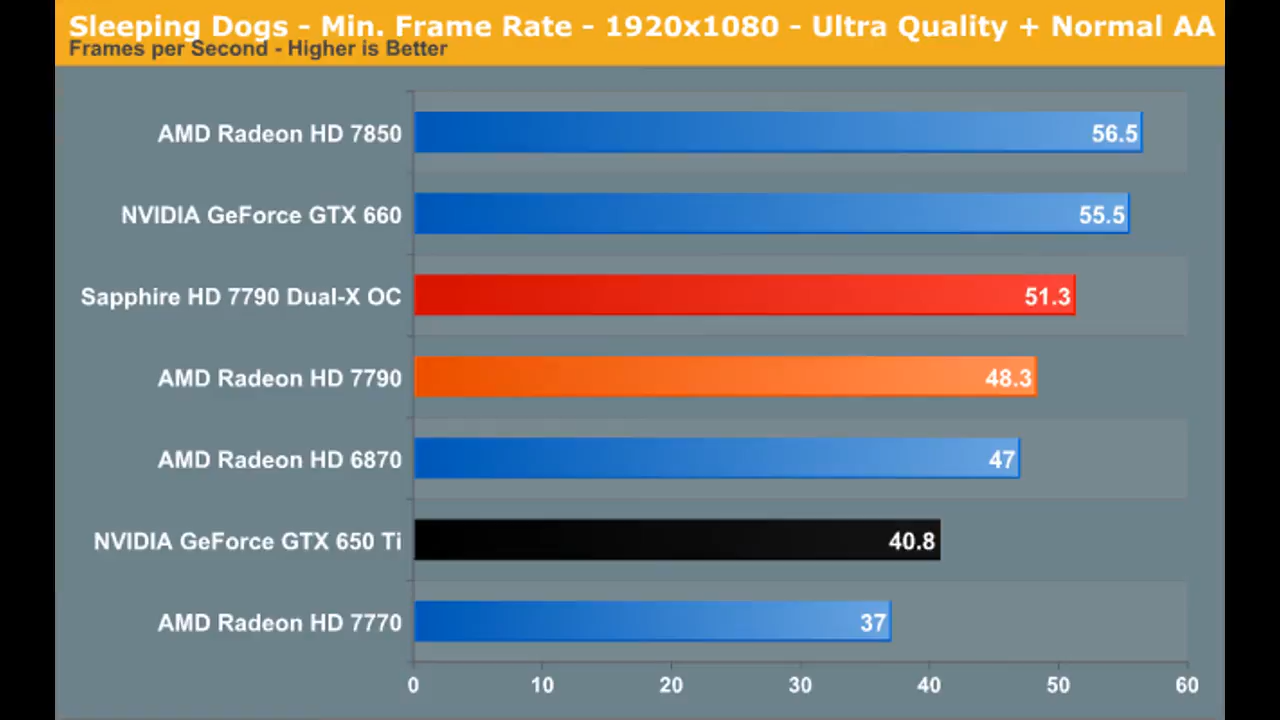 Sleeping Dogs - Min. Frame Rate - 1920x1080 - Ultra Quality + Normal AA
Frames per Second - Higher is Better
AMD Radeon HD 7850 56.5
NVIDIA GeForce GTX 660 55.5
Sapphire HD 7790 Dual-X OC 51.3
AMD Radeon HD 7790 48.3
AMD Radeon HD 6870 47
NVIDIA GeForce GTX 650 Ti 40.8
AMD Radeon HD 7770 37
0 10 20 30 40 50 60